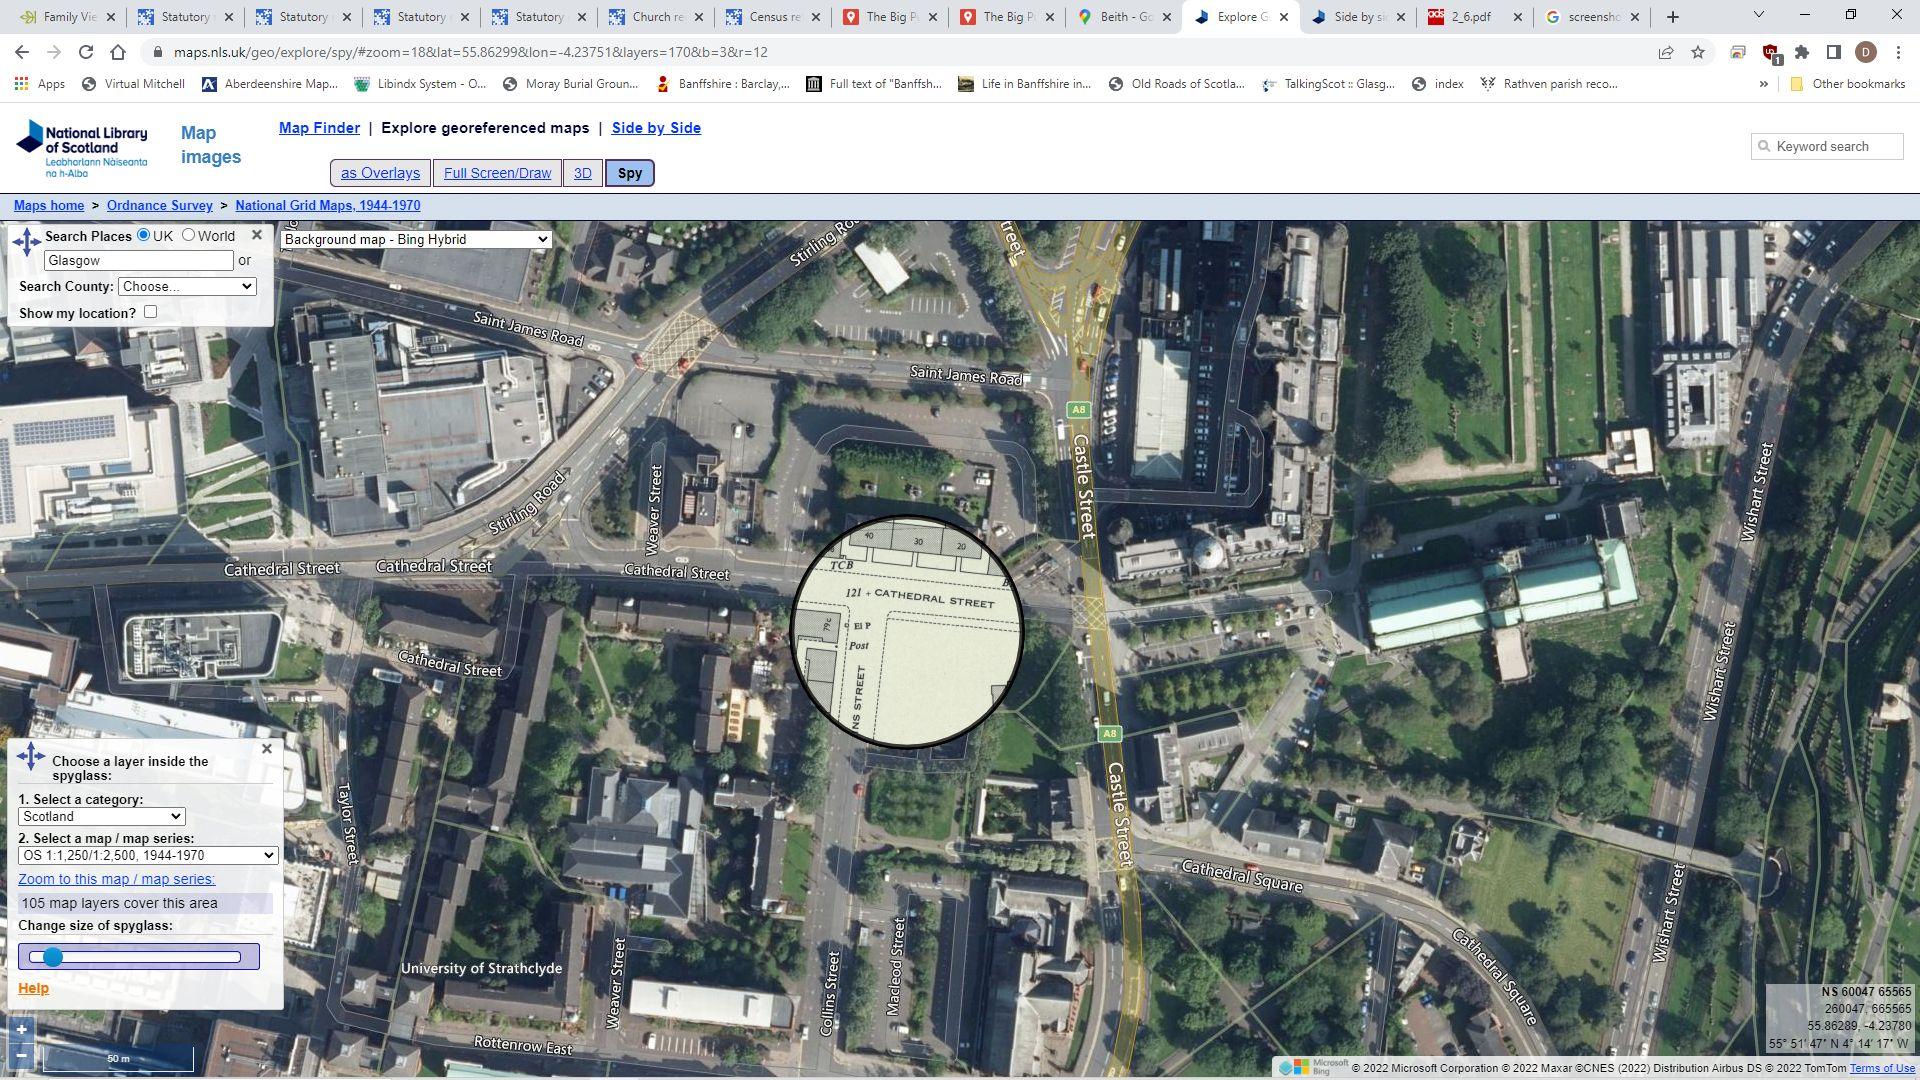 Family Vie
Statutory
Statutory
Statutory
Statutory
Church re
Census re
The Big P
The Big P
Beith - Go
Explore G
Side by si
2_6.pdf
screensho
maps.nls.uk/geo/explore/spy/#zoom=18&lat=55.86299&lon=-4.23751&layers=170&b=3&r=12
1
D
Apps
Virtual Mitchell
Aberdeenshire Map...
Libindx System - O...
Moray Burial Groun...
Banffshire : Barclay,...
Full text of "Banffsh...
Life in Banffshire in...
Old Roads of Scotla...
TalkingScot :: Glasg...
index
Rathven parish reco...
»
Other bookmarks
National Library
of Scotland
Leabharlann Nàiseanta
na h-Alba
Map
images
Map Finder | Explore georeferenced maps | Side by Side
as Overlays
Full Screen/Draw
3D
Spy
Keyword search
Maps home > Ordnance Survey > National Grid Maps, 1944-1970
Search Places UK World
Glasgow or
Search County: Choose...
Show my location?
Background map - Bing Hybrid
Stirling Roa
Street
Saint James Road
Saint James Road
A8
Castle Street
Stirling Road
Weaver Street
Wishart Street
Cathedral Street
Cathedral Street
Cathedral Street
40
30
20
TCB
B
121 + CATHEDRAL STREET
79c
El P
Post
NS STREET
Cathedral Street
Wishart Street
A8
Castle Street
Taylor Street
Cathedral Square
Wishart Street
Cathedral Square
University of Strathclyde
Weaver Street
Collins Street
Macleod Street
Rottenrow East
Choose a layer inside the
spyglass:
1. Select a category:
Scotland
2. Select a map / map series:
OS 1:1,250/1:2,500, 1944-1970
Zoom to this map / map series:
105 map layers cover this area
Change size of spyglass:
Help
+
−
50 m
NS 60047 65565
260047, 665565
55.86289, -4.23780
55° 51′ 47″ N 4° 14′ 17″ W
Microsoft
Bing
© 2022 Microsoft Corporation © 2022 Maxar ©CNES (2022) Distribution Airbus DS © 2022 TomTom Terms of Use